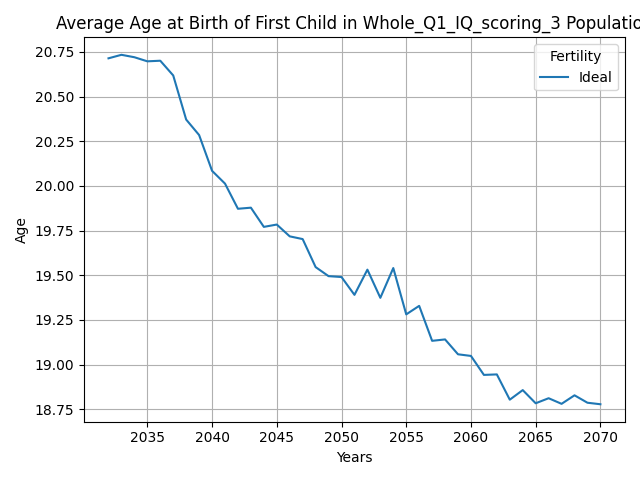 Average Age at Birth of First Child in Whole_Q1_IQ_scoring_3 Populatio
Fertility
Ideal
Age
20.75
20.50
20.25
20.00
19.75
19.50
19.25
19.00
18.75
2035 2040 2045 2050 2055 2060 2065 2070
Years